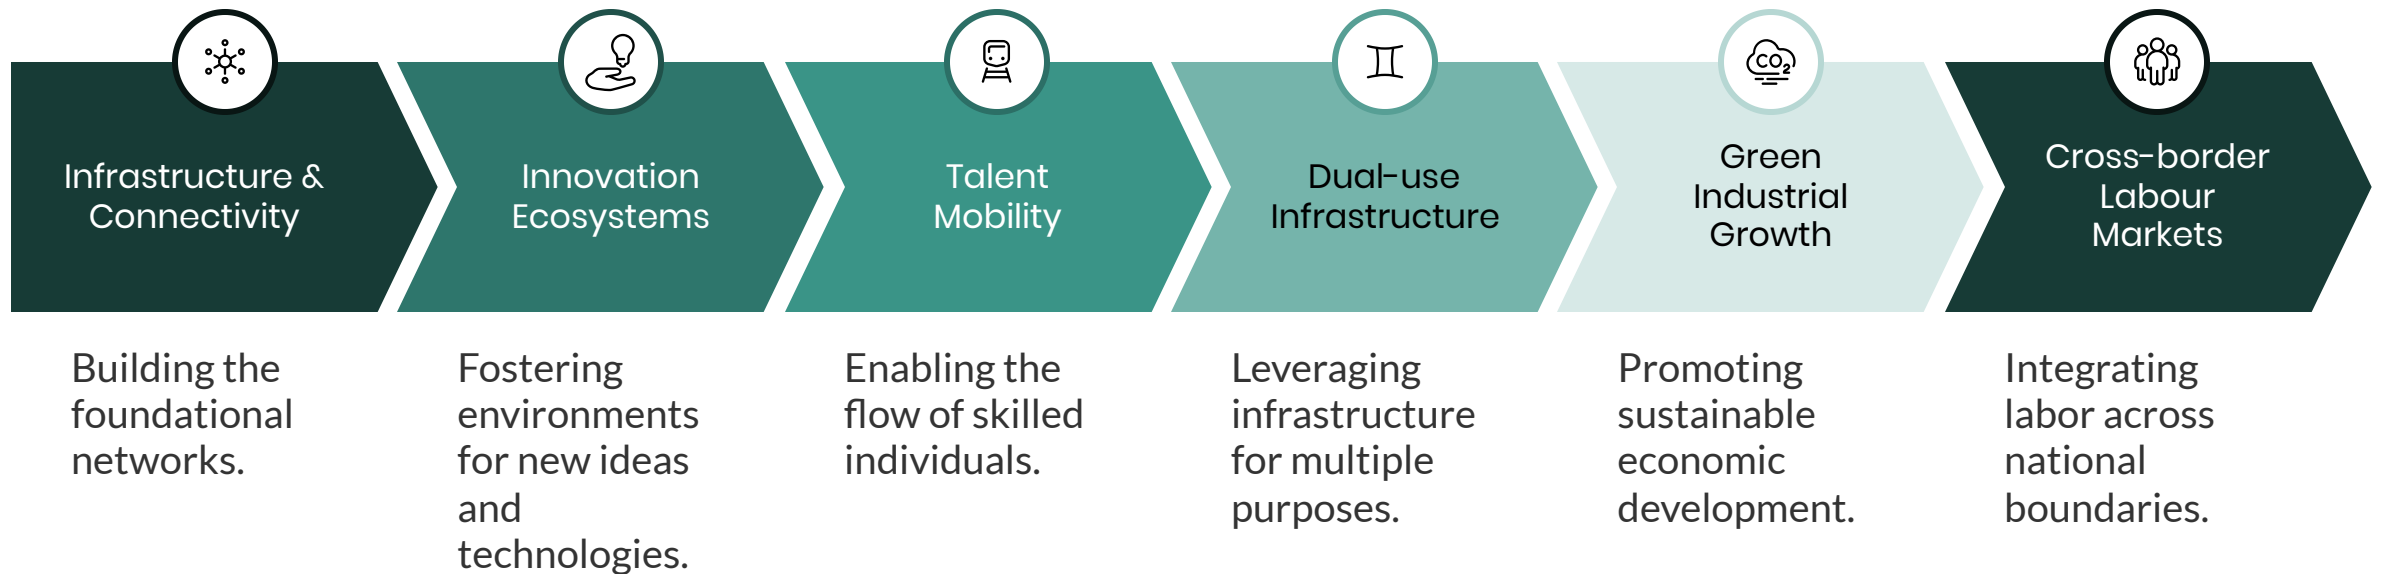 Infrastructure &
Connectivity
Building the
foundational
networks.
Innovation
Ecosystems
Fostering
environments
for new ideas
and
technologies.
Talent
Mobility
Enabling the
flow of skilled
individuals.
Dual-use
Infrastructure
Leveraging
infrastructure
for multiple
purposes.
CO2
Green
Industrial
Growth
Promoting
sustainable
economic
development.
Cross-border
Labour
Markets
Integrating
labor across
national
boundaries.